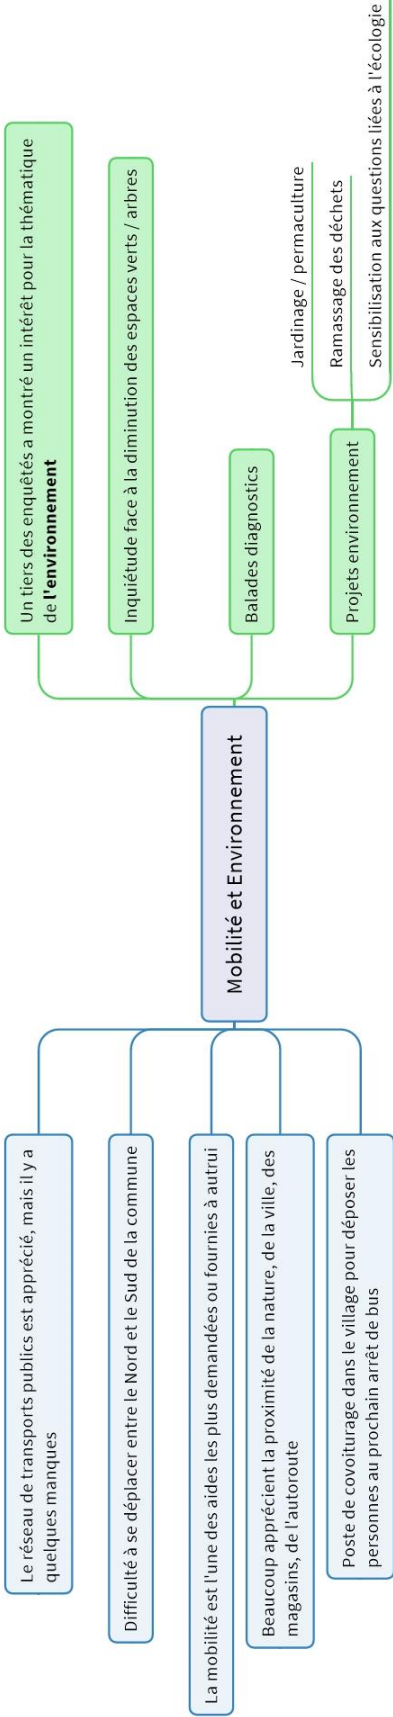 Le réseau de transports publics est apprécié, mais il y a
quelques manques
Difficulté à se déplacer entre le Nord et le Sud de la commune
La mobilité est l'une des aides les plus demandées ou fournies à autrui
Beaucoup apprécient la proximité de la nature, de la ville, des
magasins, de l'autoroute
Poste de covoiturage dans le village pour déposer les
personnes au prochain arrêt de bus
Mobilité et Environnement
Un tiers des enquêtés a montré un intérêt pour la thématique
de l'environnement
Inquiétude face à la diminution des espaces verts / arbres
Balades diagnostics
Projets environnement
Jardinage / permaculture
Ramassage des déchets
Sensibilisation aux questions liées à l'écologie